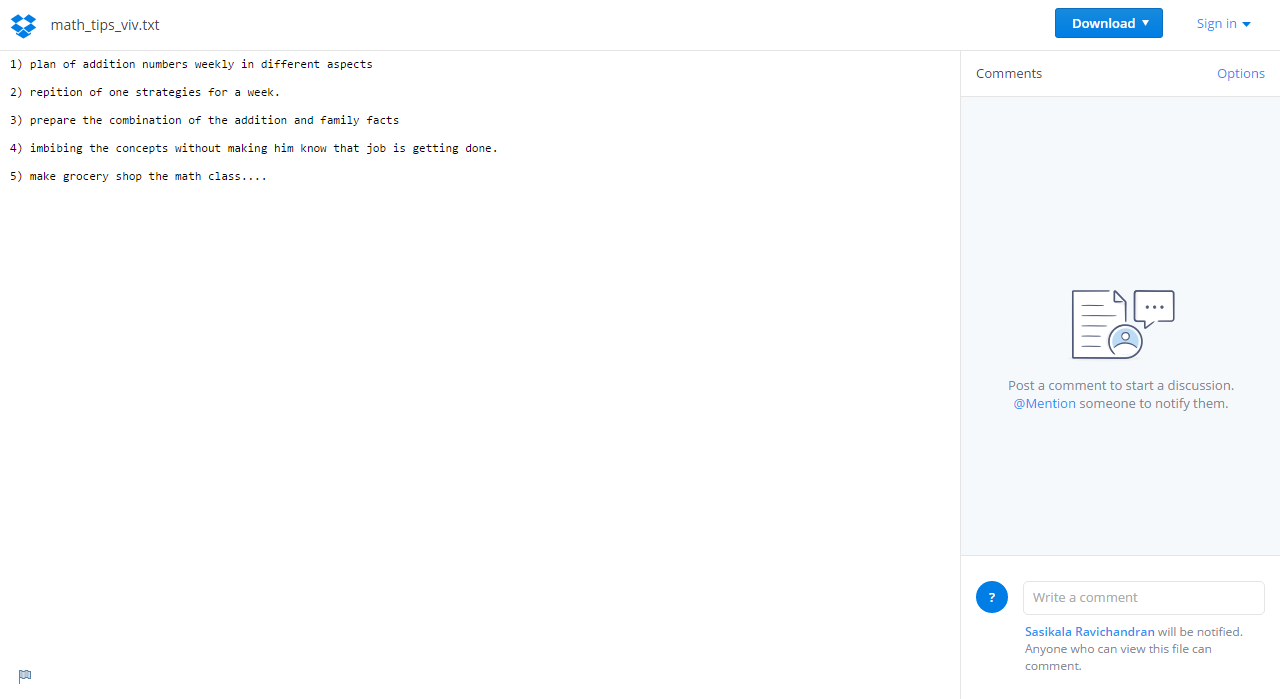 math_tips_viv.txt
Download ▼
Sign in
1) plan of addition numbers weekly in different aspects
2) repition of one strategies for a week.
3) prepare the combination of the addition and family facts
4) imbibing the concepts without making him know that job is getting done.
5) make grocery shop the math class....
Comments
Options
Post a comment to start a discussion.
@Mention someone to notify them.
?
Write a comment
Sasikala Ravichandran will be notified.
Anyone who can view this file can
comment.